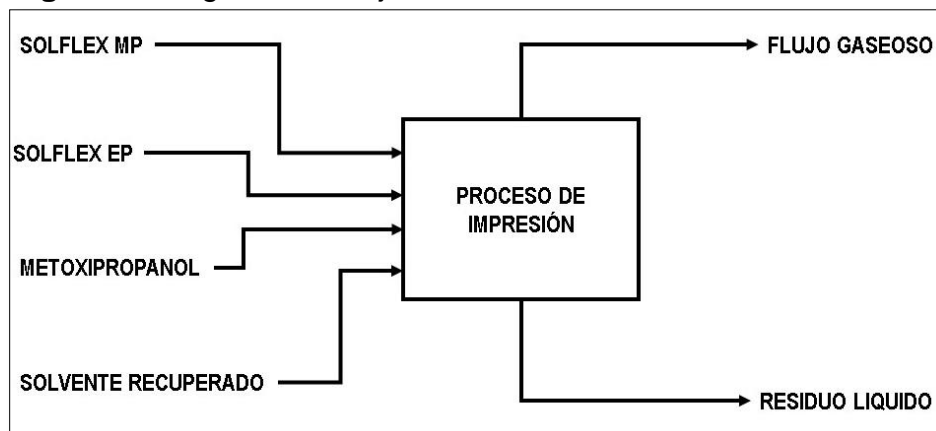 SOLFLEX MP
FLUJO GASEOSO
SOLFLEX EP
PROCESO DE
IMPRESIÓN
METOXIPROPANOL
SOLVENTE RECUPERADO
RESIDUO LIQUIDO